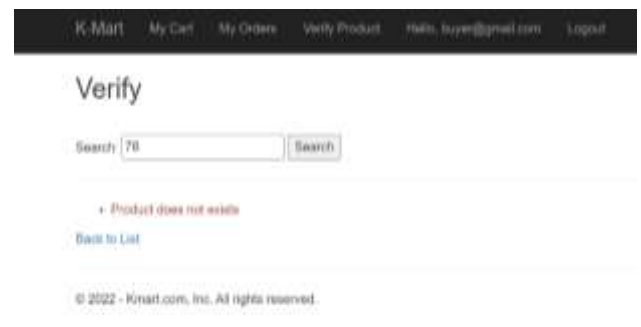 K-Mart My Cart My Orders Verify Product Hello, buyer@gmail.com Logout
Verify
Search 76 Search
Product does not exists
Back to List
© 2022 - Kmart.com, Inc. All rights reserved.